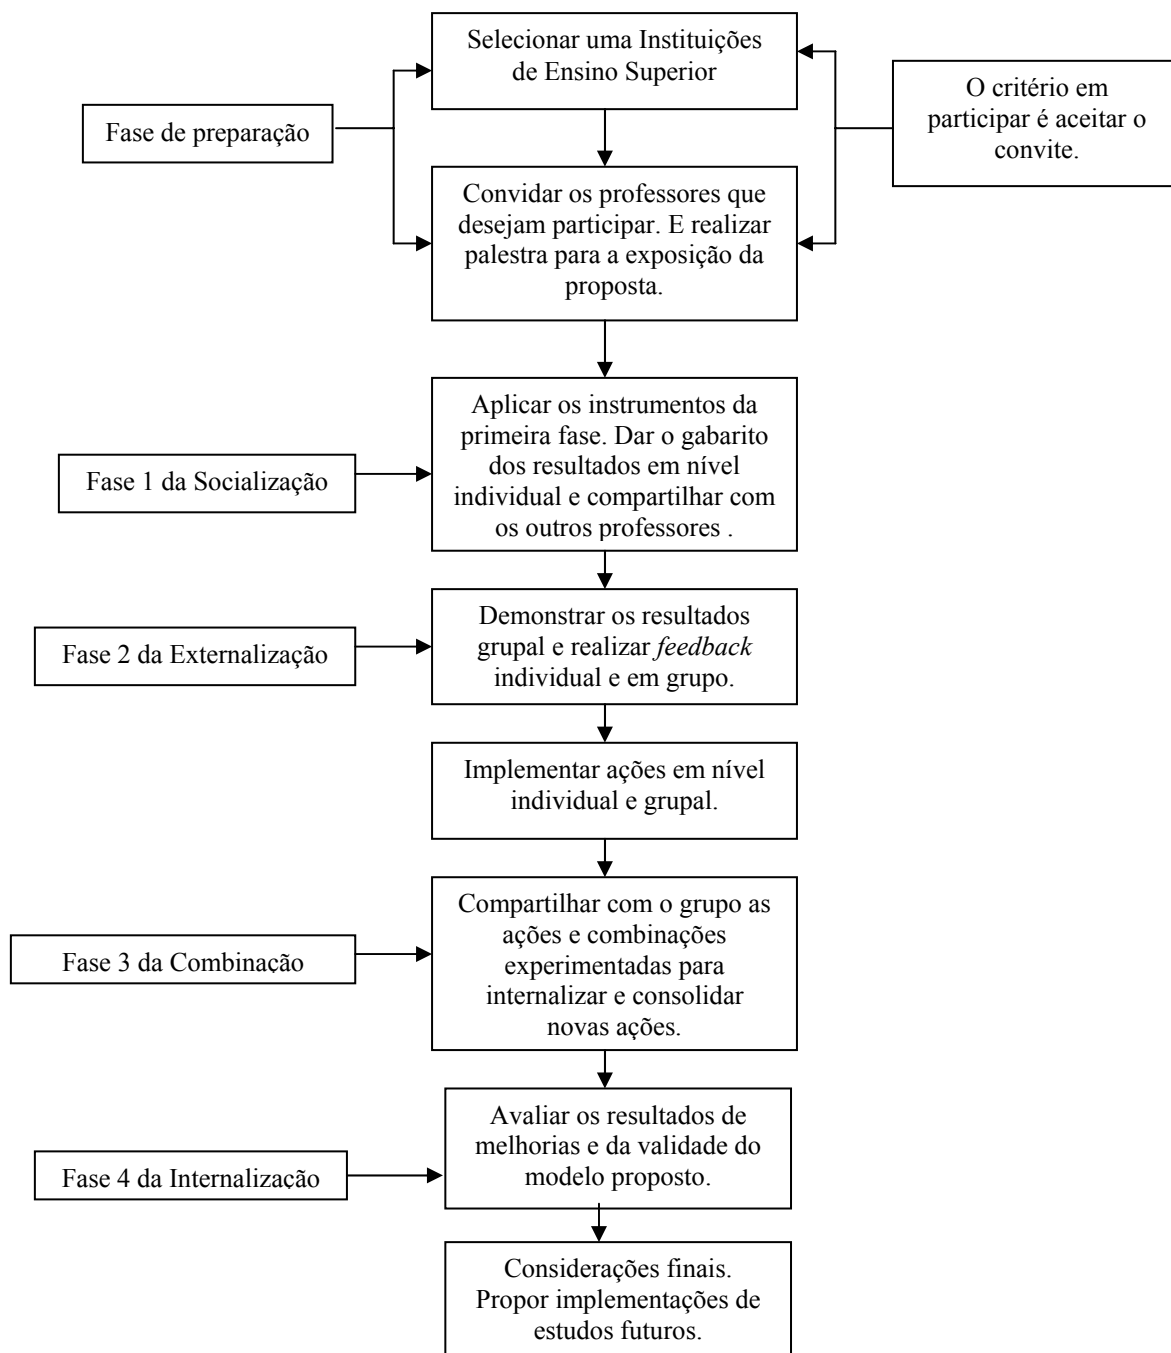 Selecionar uma Instituições
de Ensino Superior
Fase de preparação
O critério em
participar é aceitar o
convite.
Convidar os professores que
desejam participar. E realizar
palestra para a exposição da
proposta.
Aplicar os instrumentos da
primeira fase. Dar o gabarito
dos resultados em nível
individual e compartilhar com
os outros professores .
Fase 1 da Socialização
Demonstrar os resultados
grupal e realizar feedback
individual e em grupo.
Fase 2 da Externalização
Implementar ações em nível
individual e grupal.
Compartilhar com o grupo as
ações e combinações
experimentadas para
internalizar e consolidar
novas ações.
Fase 3 da Combinação
Avaliar os resultados de
melhorias e da validade do
modelo proposto.
Fase 4 da Internalização
Considerações finais.
Propor implementações de
estudos futuros.